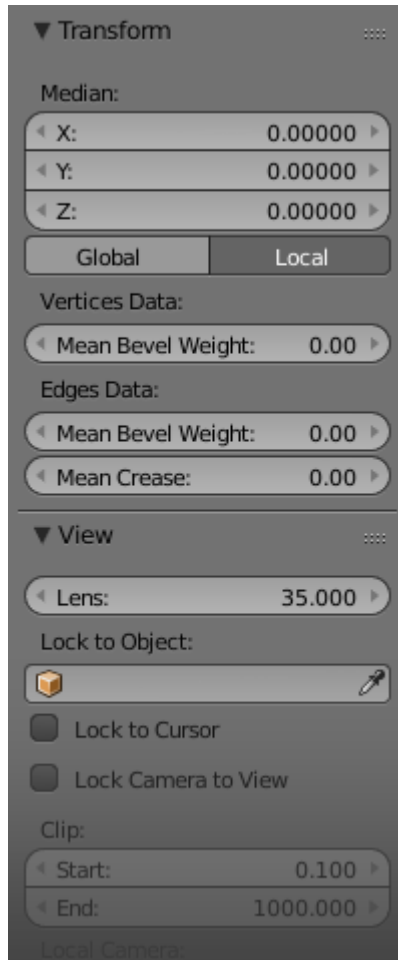 Transform
Median:
X: 0.00000
Y: 0.00000
Z: 0.00000
Global Local
Vertices Data:
Mean Bevel Weight: 0.00
Edges Data:
Mean Bevel Weight: 0.00
Mean Crease: 0.00
View
Lens: 35.000
Lock to Object:
Lock to Cursor
Lock Camera to View
Clip:
Start: 0.100
End: 1000.000
Local Camera: